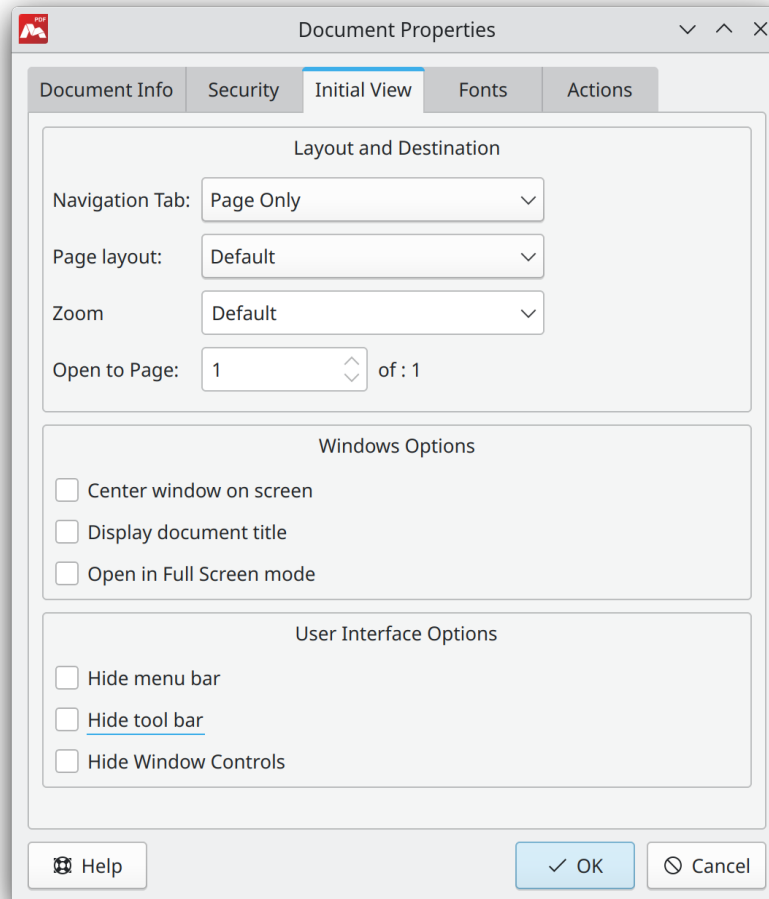 PDF
Document Properties
Document Info Security Initial View Fonts Actions
Layout and Destination
Navigation Tab: Page Only
Page layout: Default
Zoom Default
Open to Page: 1 of : 1
Windows Options
Center window on screen
Display document title
Open in Full Screen mode
User Interface Options
Hide menu bar
Hide tool bar
Hide Window Controls
Help OK Cancel